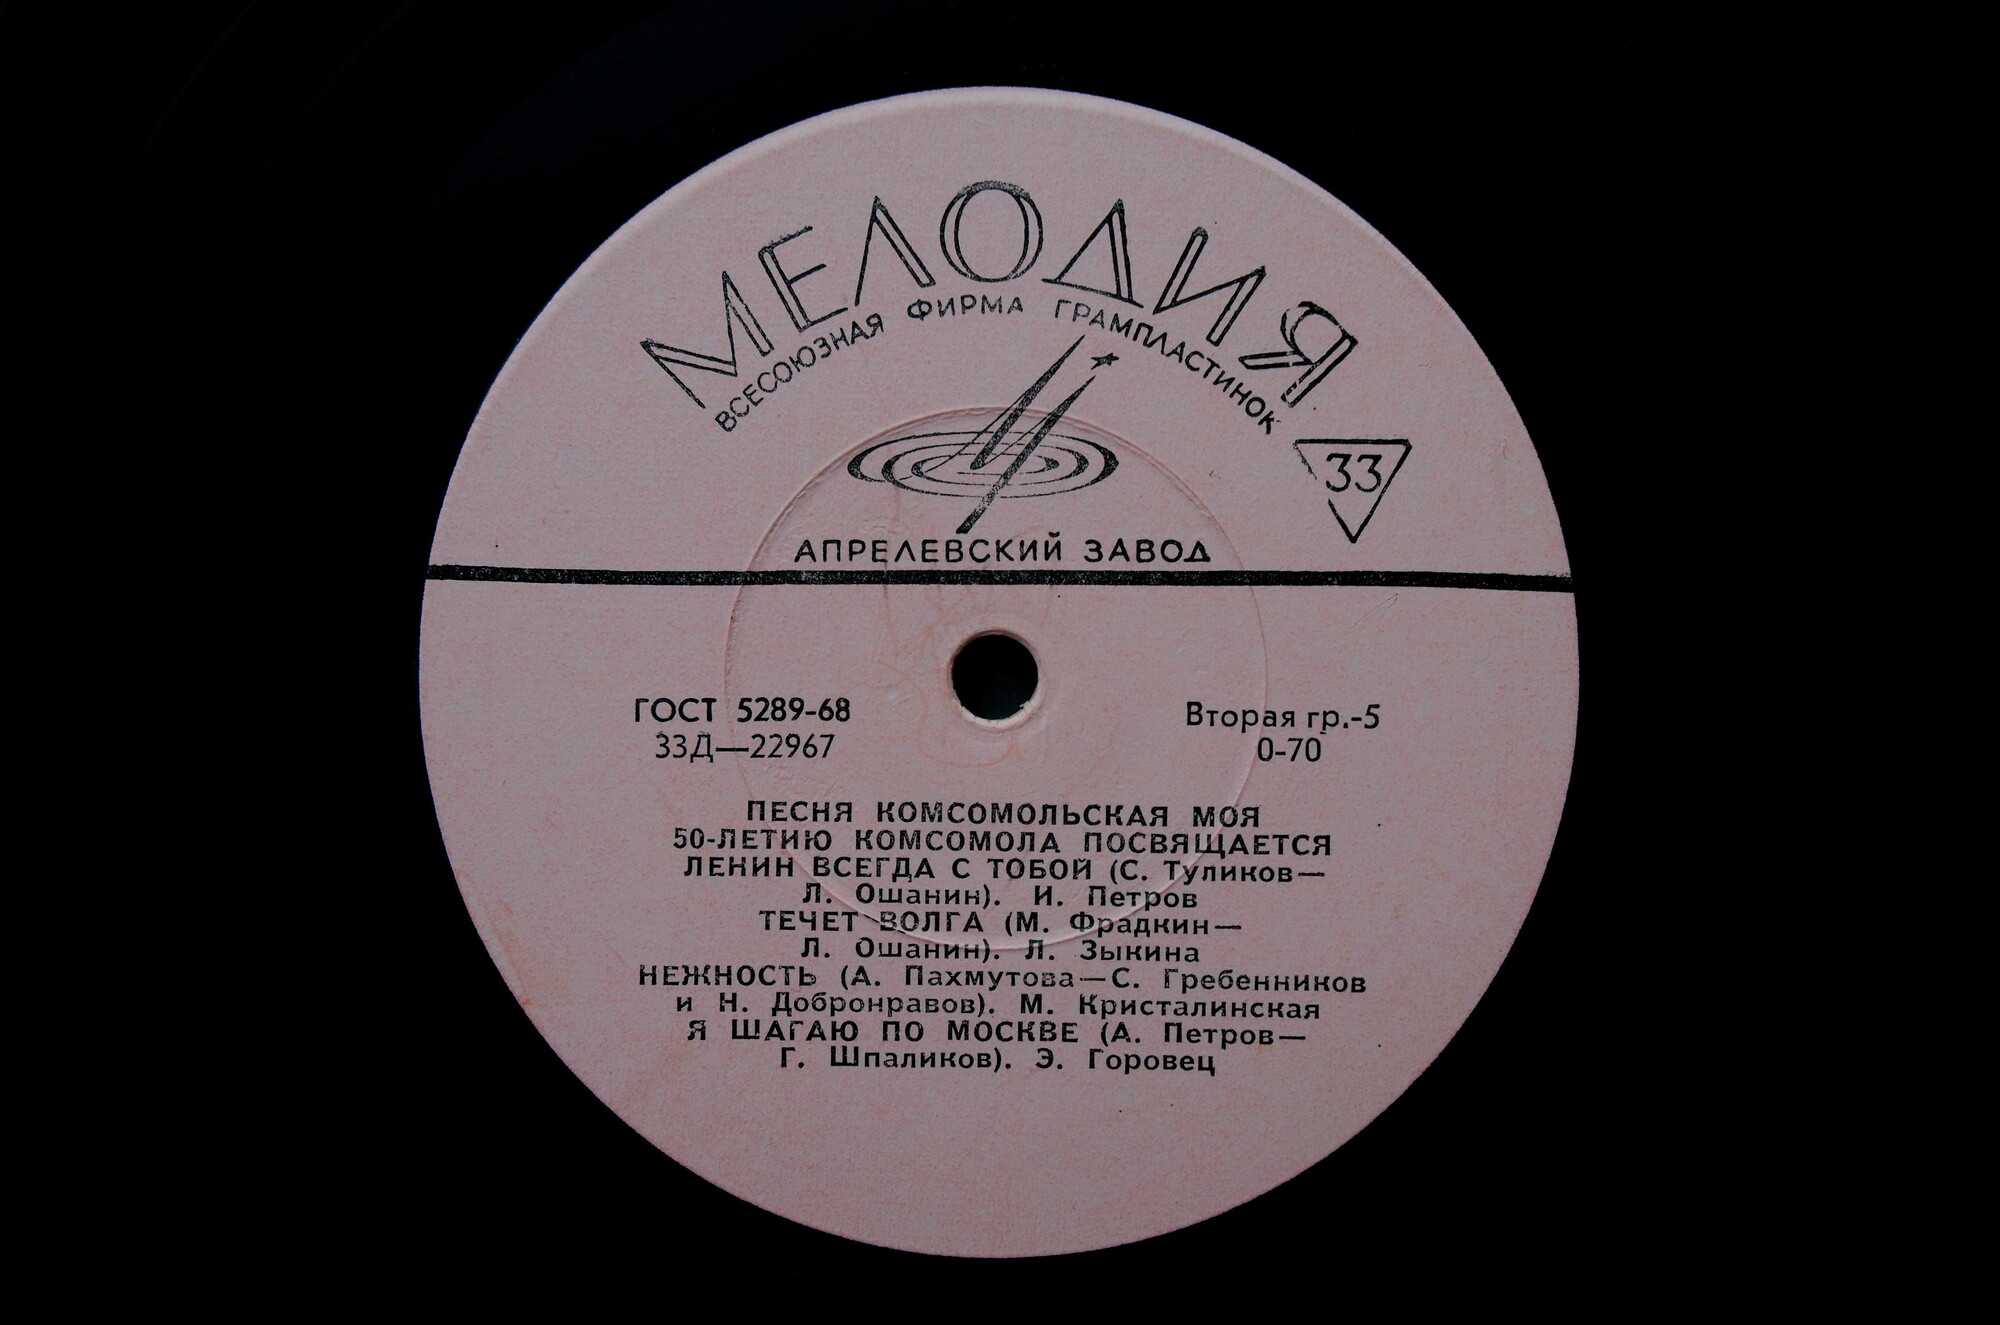 МЕЛОДИЯ
ВСЕСОЮЗНАЯ ФИРМА ГРАМПЛАСТИНОК
33
АПРЕЛЕВСКИЙ ЗАВОД
ГОСТ 5289-68
Вторая гр.-5
33Д—22967
0-70
ПЕСНЯ КОМСОМОЛЬСКАЯ МОЯ
50-ЛЕТИЮ КОМСОМОЛА ПОСВЯЩАЕТСЯ
ЛЕНИН ВСЕГДА С ТОБОЙ (С. Туликов—
Л. Ошанин). И. Петров
ТЕЧЕТ ВОЛГА (М. Фрадкин—
Л. Ошанин). Л. Зыкина
НЕЖНОСТЬ (А. Пахмутова—С. Гребенников
и Н. Добронравов). М. Кристалинская
Я ШАГАЮ ПО МОСКВЕ (А. Петров—
Г. Шпаликов). Э. Горовец